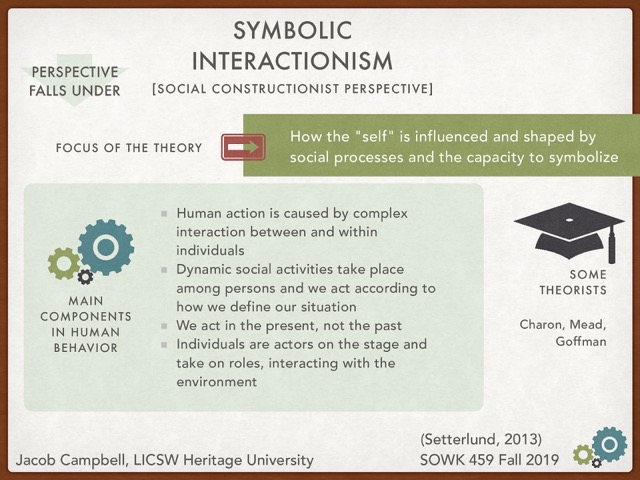 SYMBOLIC
INTERACTIONISM
PERSPECTIVE
FALLS UNDER
[SOCIAL CONSTRUCTIONIST PERSPECTIVE]
FOCUS OF THE THEORY
How the "self" is influenced and shaped by
social processes and the capacity to symbolize
MAIN
COMPONENTS
IN HUMAN
BEHAVIOR
Human action is caused by complex
interaction between and within
individuals
Dynamic social activities take place
among persons and we act according to
how we define our situation
We act in the present, not the past
Individuals are actors on the stage and
take on roles, interacting with the
environment
SOME
THEORISTS
Charon, Mead,
Goffman
(Setterlund, 2013)
Jacob Campbell, LICSW Heritage University
SOWK 459 Fall 2019